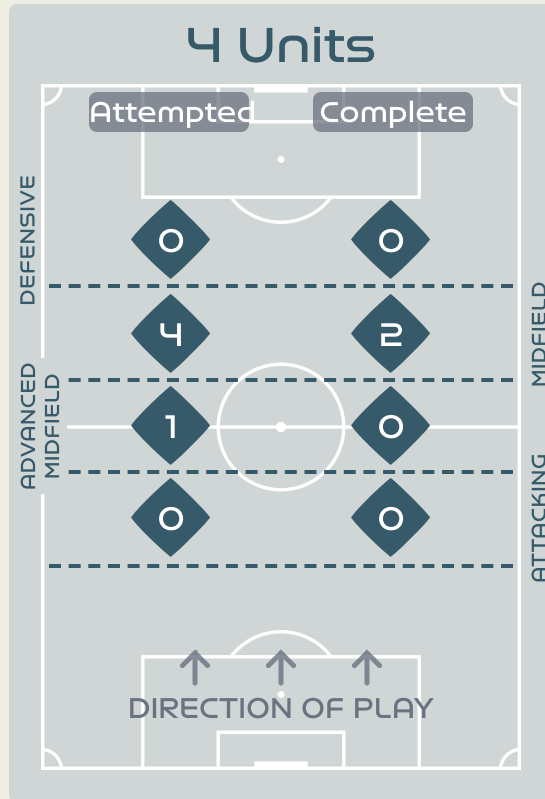 4 Units
Attempted
Complete
DEFENSIVE
0
0
MIDFIELD
4
2
ADVANCED
MIDFIELD
1
0
ATTACKING
0
0
DIRECTION OF PLAY